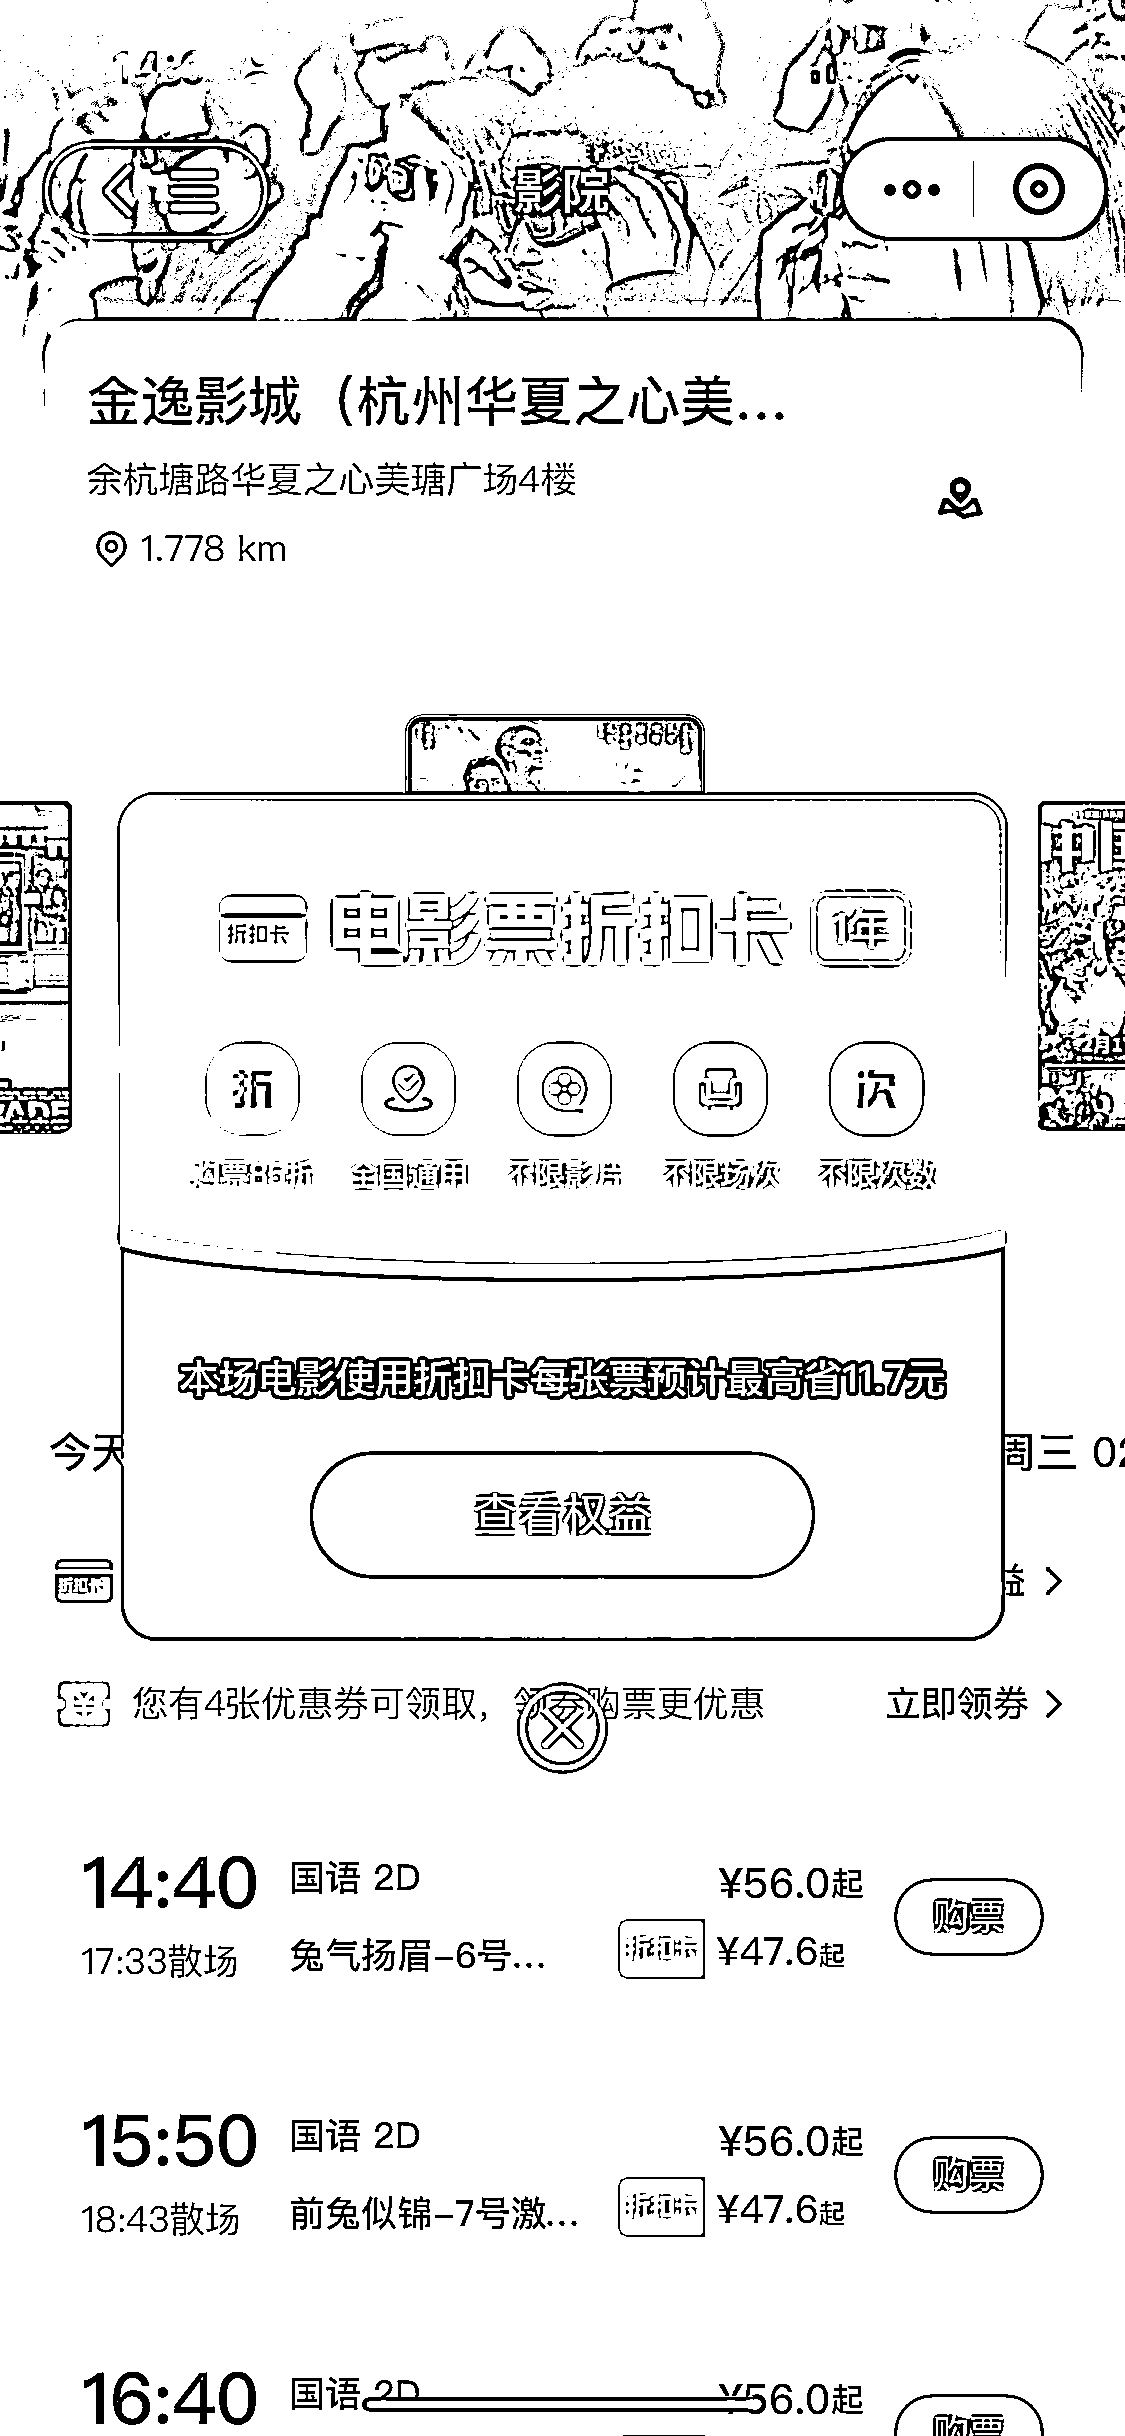 影院
金逸影城（杭州华夏之心美...
余杭塘路华夏之心美瑭广场4楼
1.778 km
中国
折扣卡 电影票折扣卡 1年
折 次
购票85折 全国通用 不限影片 不限场次 不限次数
本场电影使用折扣卡每张票预计最高省11.7元
今天 周三 02
查看权益
折扣卡 益
您有4张优惠券可领取，领券购票更优惠 立即领券
14:40 国语 2D ¥56.0起 购票
17:33散场 兔气扬眉-6号... 折扣卡 ¥47.6起
15:50 国语 2D ¥56.0起 购票
18:43散场 前兔似锦-7号激... 折扣卡 ¥47.6起
16:40 国语 2D ¥56.0起 购票